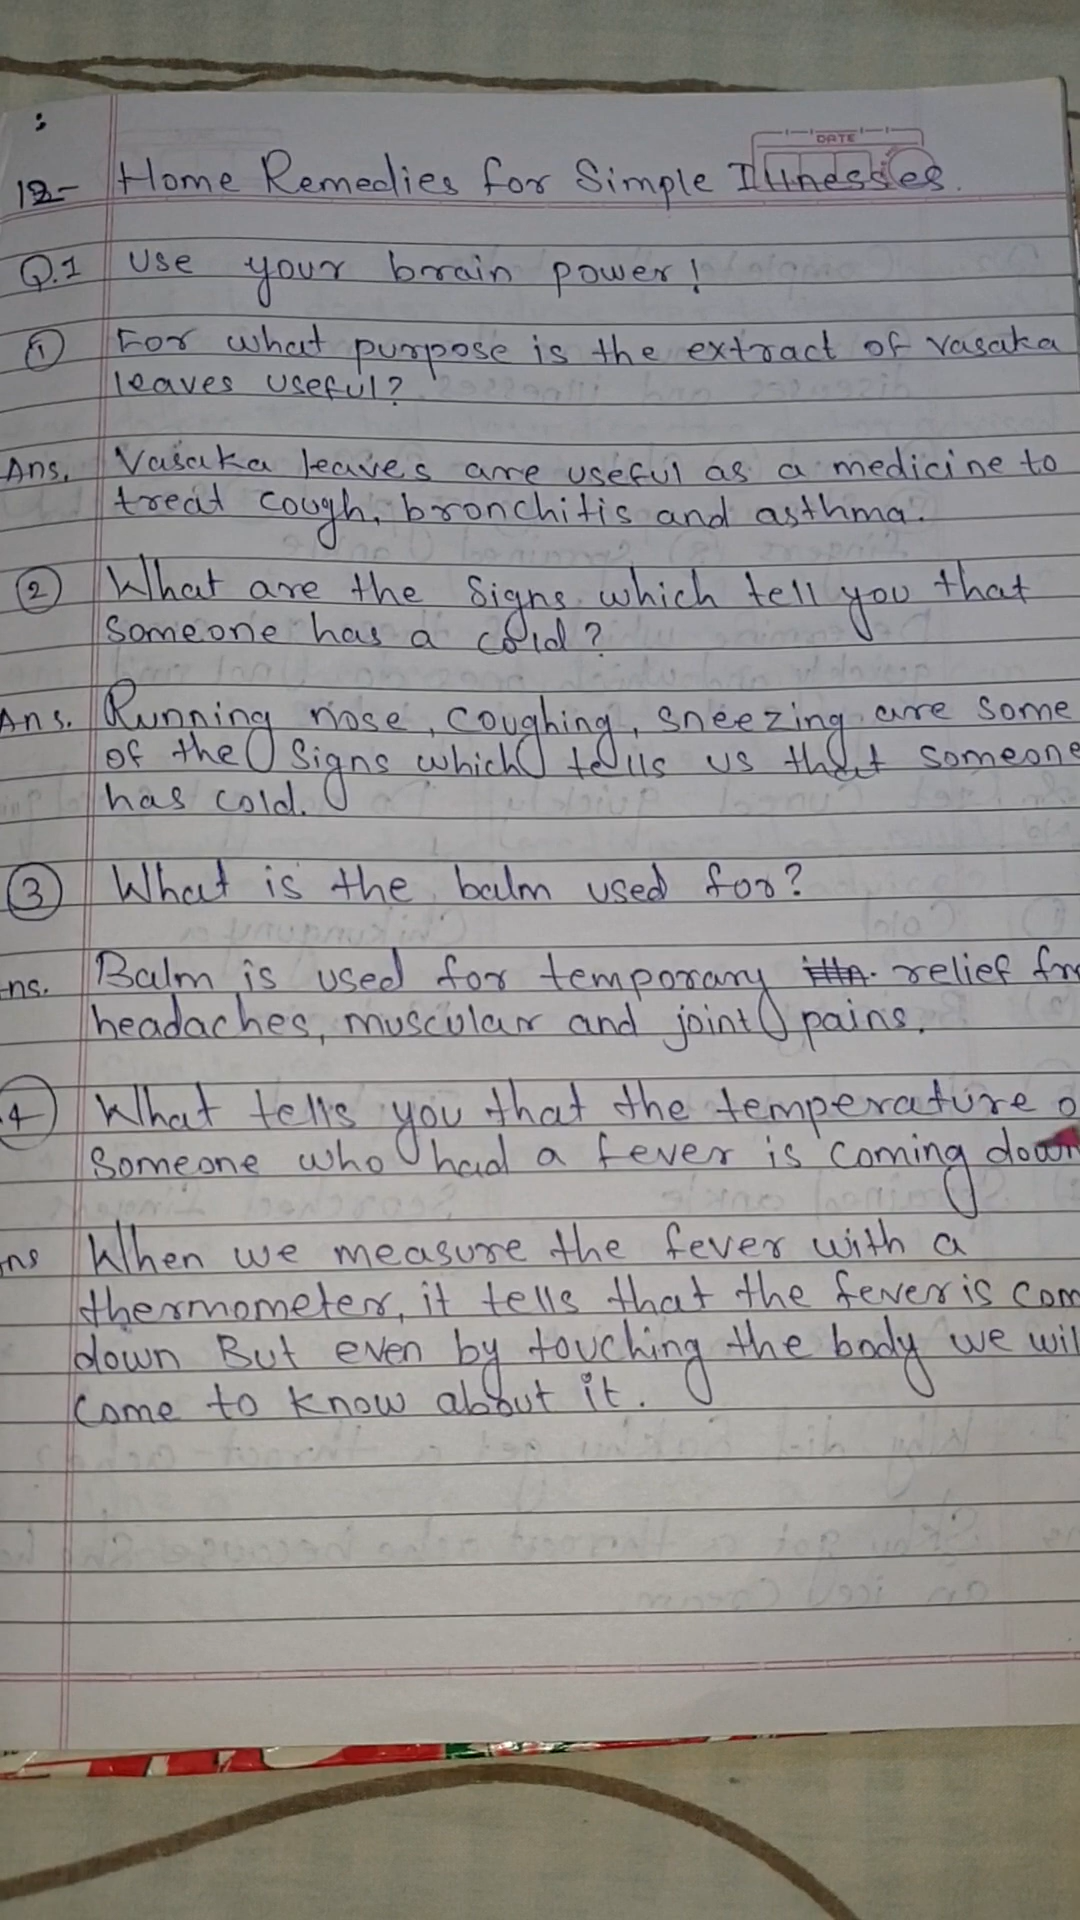 12- Home Remedies for Simple Illnesses.
DATE
Q.1 Use your brain power!
① For what purpose is the extract of vasaka
leaves useful?
Ans. Vasaka leaves are useful as a medicine to
treat cough, bronchitis and asthma.
② What are the signs which tell you that
someone has a cold?
Ans. Running nose, coughing, sneezing are some
of the signs which tells us that someone
has cold.
③ What is the balm used for?
ns. Balm is used for temporary relief fro
headaches, muscular and joint pains.
4 What tells you that the temperature o
someone who had a fever is coming down
ns When we measure the fever with a
thermometer, it tells that the fever is com
down But even by touching the body we wil
come to know about it.